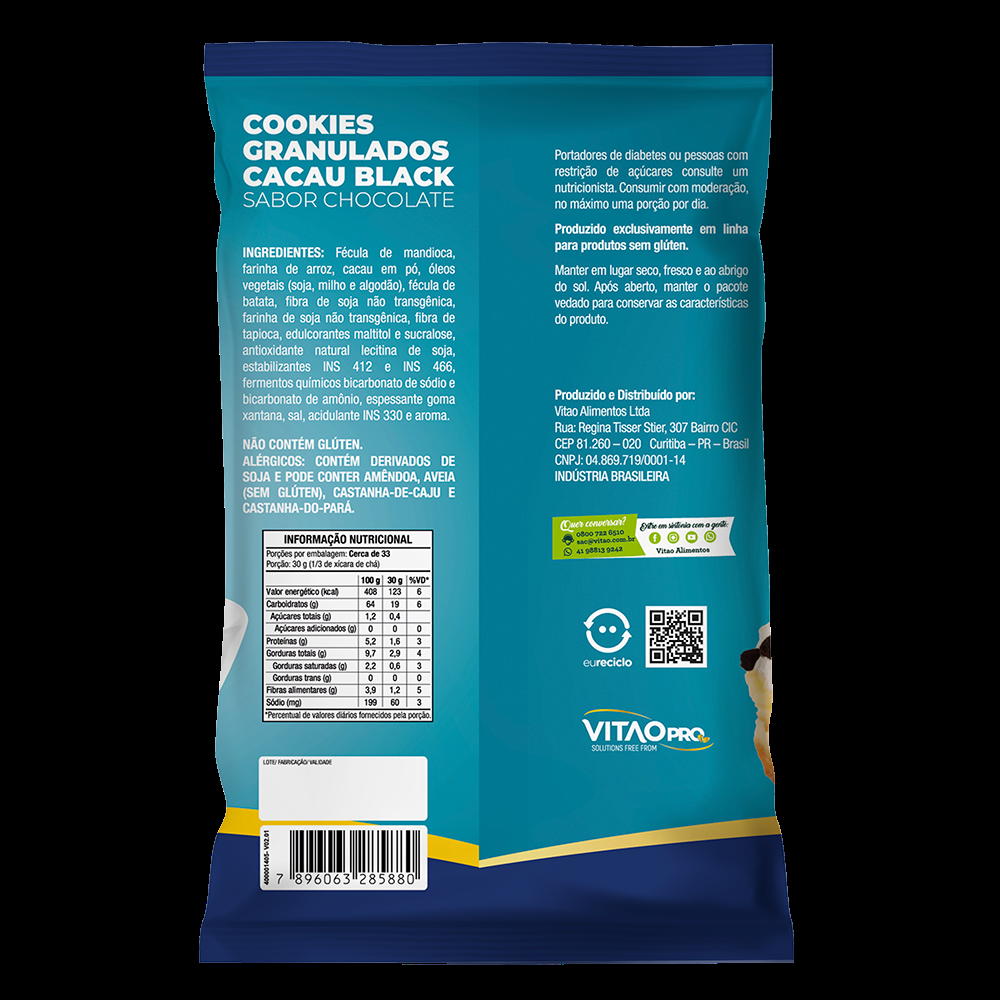 COOKIES
GRANULADOS
CACAU BLACK
SABOR CHOCOLATE
INGREDIENTES: Fécula de mandioca,
farinha de arroz, cacau em pó, óleos
vegetais (soja, milho e algodão), fécula de
batata, fibra de soja não transgênica,
farinha de soja não transgênica, fibra de
tapioca, edulcorantes maltitol e sucralose,
antioxidante natural lecitina de soja,
estabilizantes INS 412 e INS 466,
fermentos químicos bicarbonato de sódio e
bicarbonato de amônio, espessante goma
xantana, sal, acidulante INS 330 e aroma.
NÃO CONTÉM GLÚTEN.
ALÉRGICOS: CONTÉM DERIVADOS DE
SOJA E PODE CONTER AMÊNDOA, AVEIA
(SEM GLÚTEN), CASTANHA-DE-CAJU E
CASTANHA-DO-PARÁ.
INFORMAÇÃO NUTRICIONAL
Porções por embalagem: Cerca de 33
Porção: 30 g (1/3 de xícara de chá)
100 g 30 g %VD*
Valor energético (kcal) 408 123 6
Carboidratos (g) 64 19 6
Açúcares totais (g) 1,2 0,4
Açúcares adicionados (g) 0 0 0
Proteínas (g) 5,2 1,6 3
Gorduras totais (g) 9,7 2,9 4
Gorduras saturadas (g) 2,2 0,6 3
Gorduras trans (g) 0 0 0
Fibras alimentares (g) 3,9 1,2 5
Sódio (mg) 199 60 3
*Percentual de valores diários fornecidos pela porção.
LOTE/ FABRICAÇÃO/ VALIDADE
400001405- V02.01
7 896063 285880
Portadores de diabetes ou pessoas com
restrição de açúcares consulte um
nutricionista. Consumir com moderação,
no máximo uma porção por dia.
Produzido exclusivamente em linha
para produtos sem glúten.
Manter em lugar seco, fresco e ao abrigo
do sol. Após aberto, manter o pacote
vedado para conservar as características
do produto.
Produzido e Distribuído por:
Vitao Alimentos Ltda
Rua: Regina Tisser Stier, 307 Bairro CIC
CEP 81.260 – 020 Curitiba – PR – Brasil
CNPJ: 04.869.719/0001-14
INDÚSTRIA BRASILEIRA
Quer conversar?
0800 722 6510
sac@vitao.com.br
41 98813 9242
Entre em sintonia com a gente:
Vitao Alimentos
eureciclo
VITAO PRO
SOLUTIONS FREE FROM